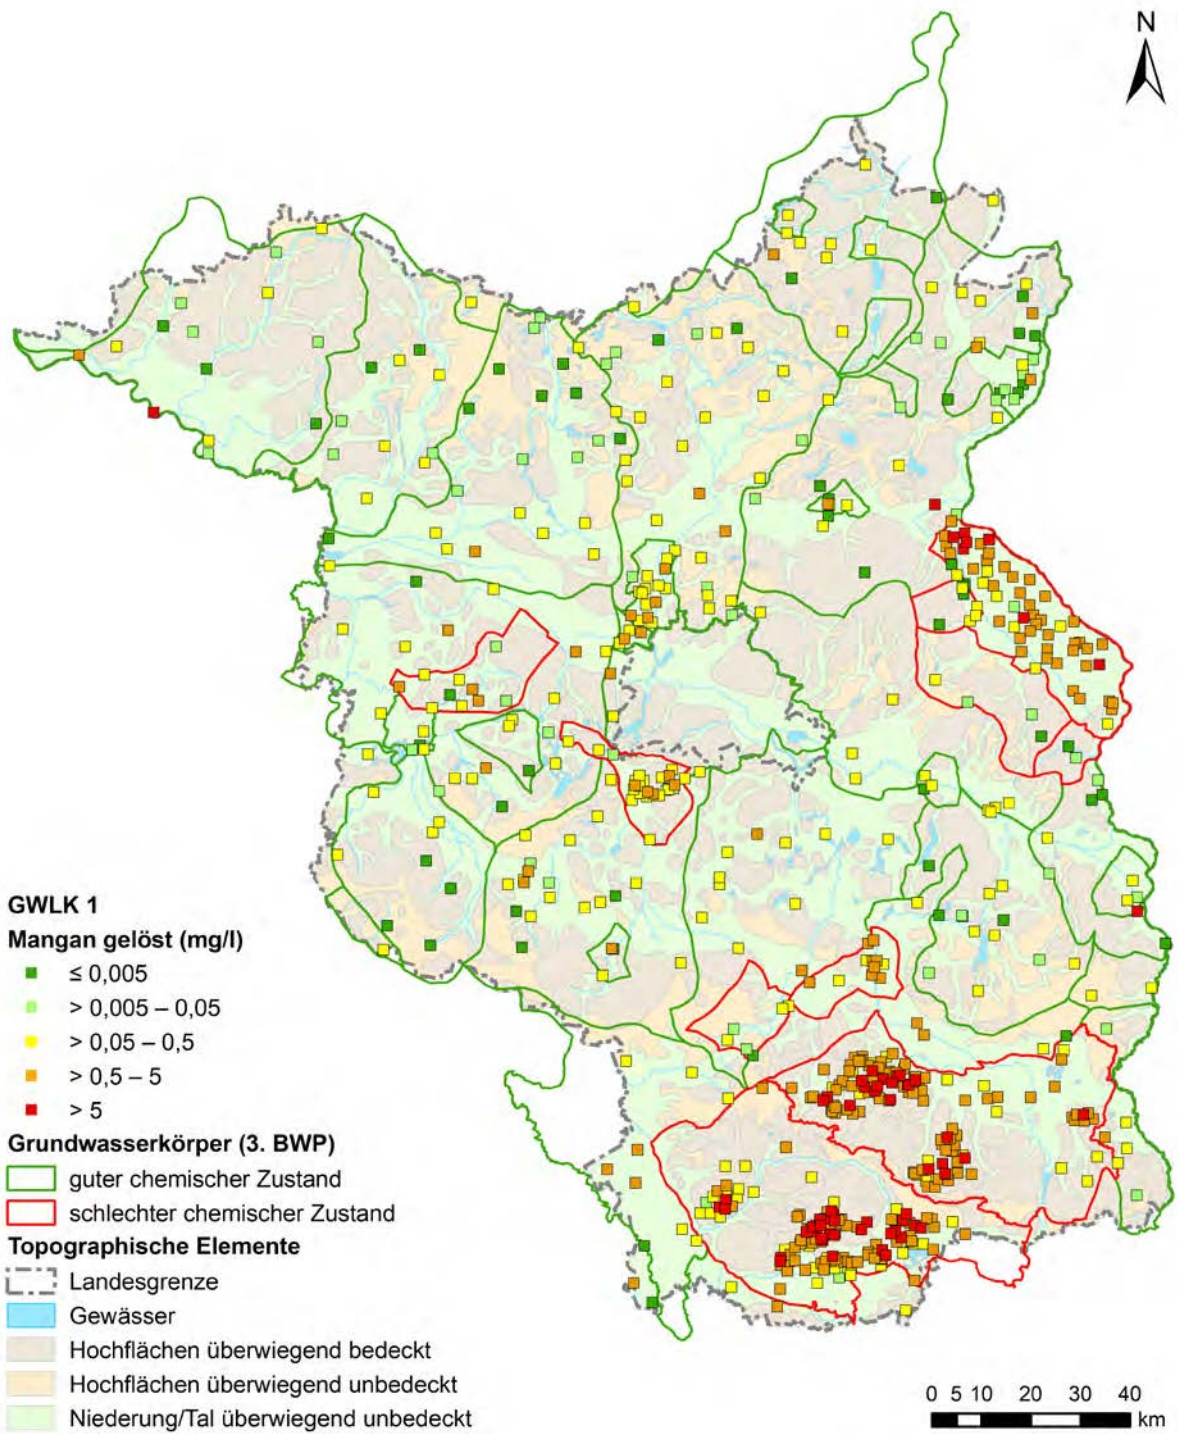 N
GWLK 1
Mangan gelöst (mg/l)
≤ 0,005
> 0,005 – 0,05
> 0,05 – 0,5
> 0,5 – 5
> 5
Grundwasserkörper (3. BWP)
guter chemischer Zustand
schlechter chemischer Zustand
Topographische Elemente
Landesgrenze
Gewässer
Hochflächen überwiegend bedeckt
Hochflächen überwiegend unbedeckt
Niederung/Tal überwiegend unbedeckt
0 5 10 20 30 40
km